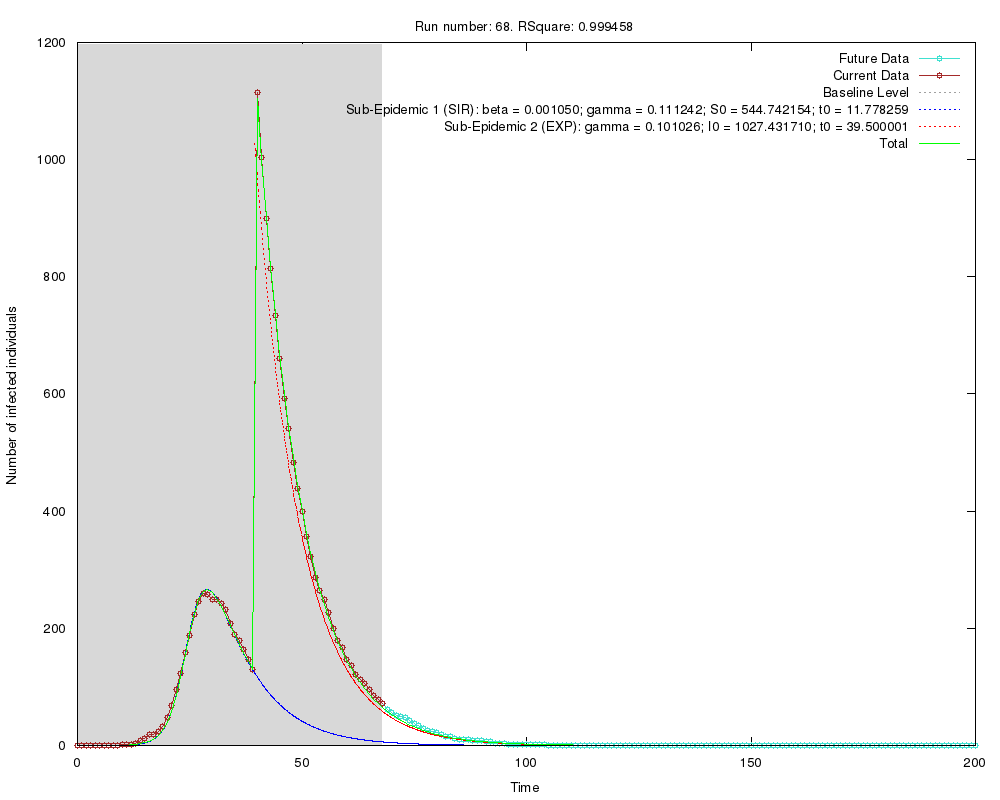 Run number: 68. RSquare: 0.999458
1200
1000
800
600
400
200
0
0
50
100
150
200
Number of infected individuals
Time
Future Data
Current Data
Baseline Level
Sub-Epidemic 1 (SIR): beta = 0.001050; gamma = 0.111242; S0 = 544.742154; t0 = 11.778259
Sub-Epidemic 2 (EXP): gamma = 0.101026; I0 = 1027.431710; t0 = 39.500001
Total